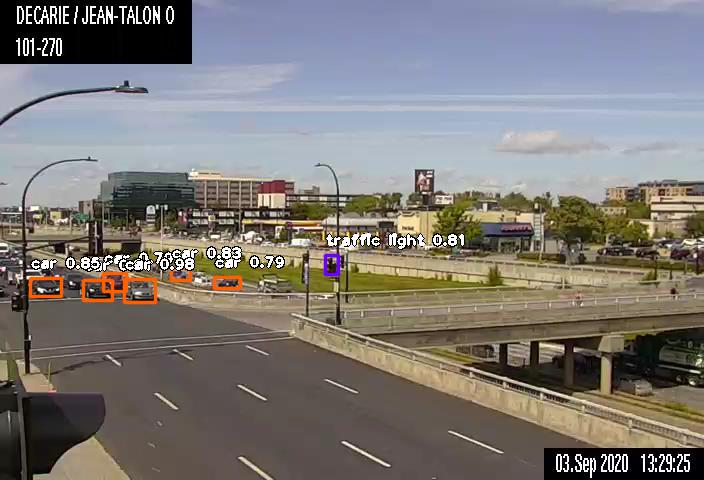 DECARIE / JEAN-TALON O
101-270
traffic light 0.81
car 0.83
car 0.85
car 0.98
car 0.79
03.Sep 2020 13:29:25